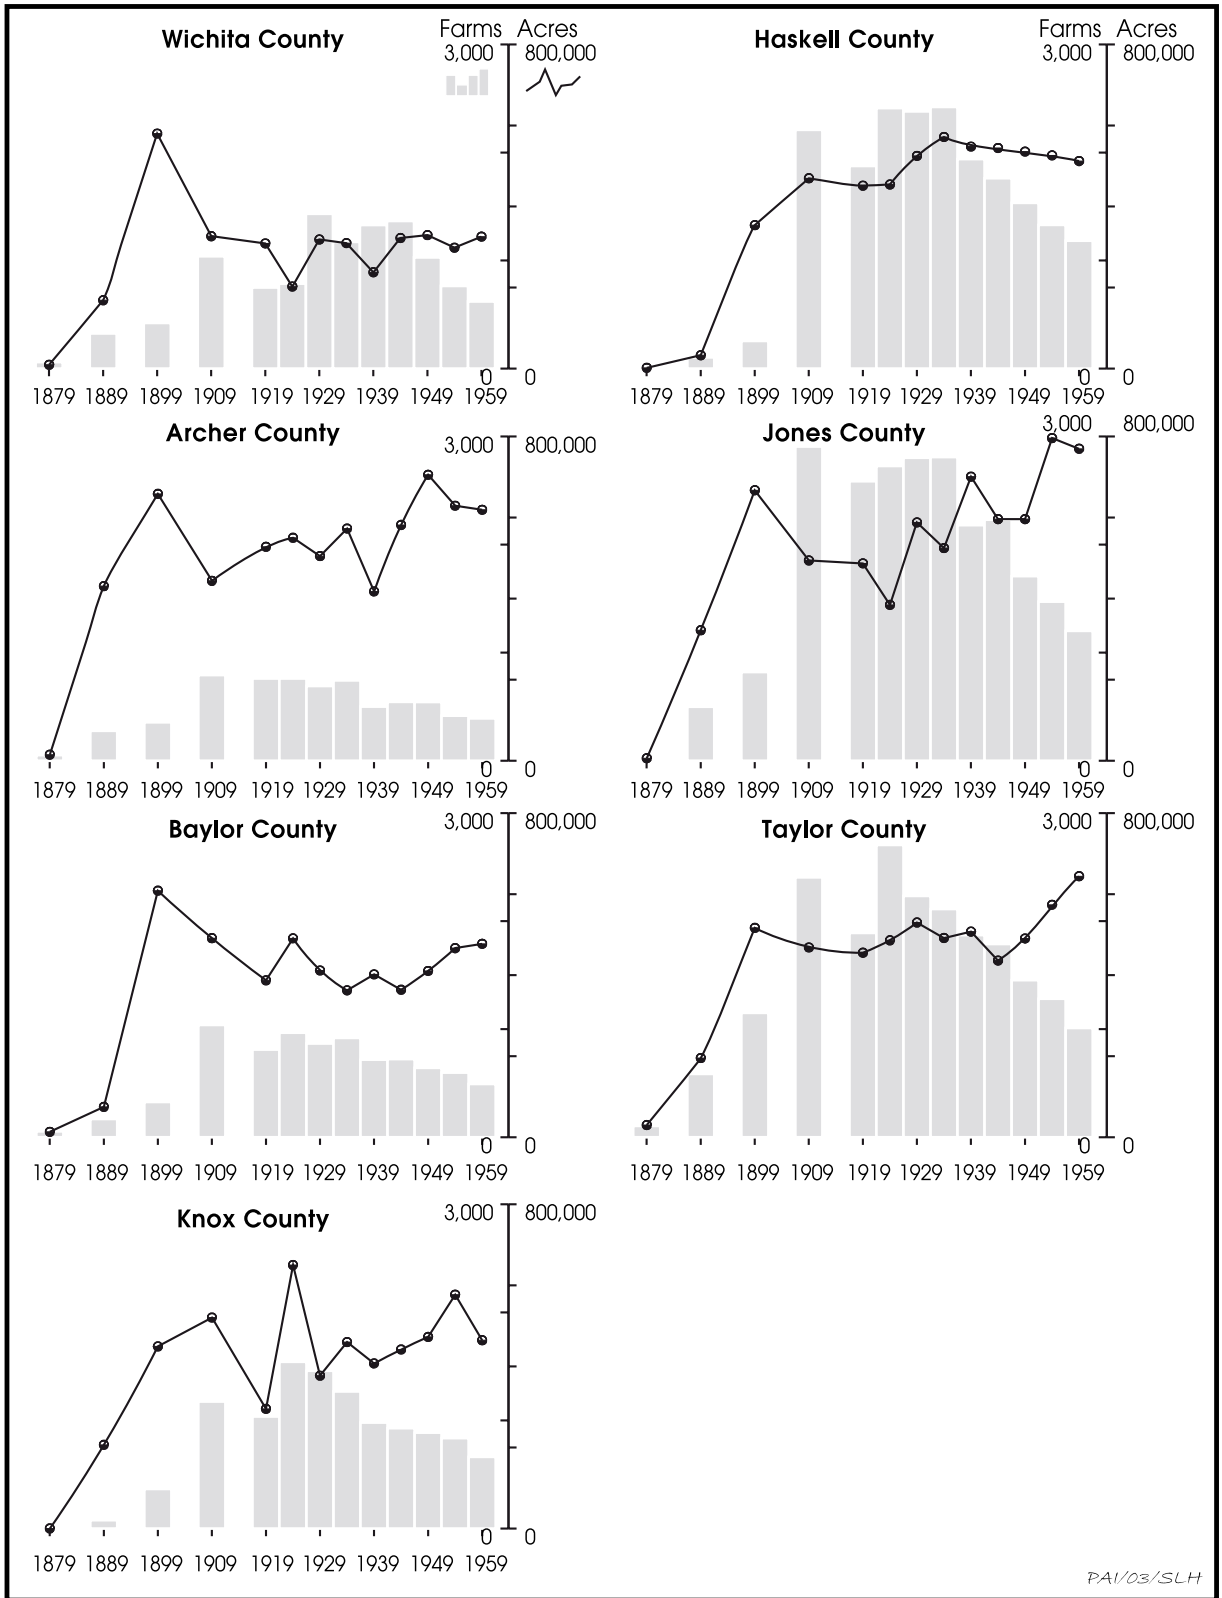 Wichita County
Farms Acres
3,000 800,000
0 0
1879 1889 1899 1909 1919 1929 1939 1949 1959
Haskell County
Farms Acres
3,000 800,000
0 0
1879 1889 1899 1909 1919 1929 1939 1949 1959
Archer County
3,000 800,000
0 0
1879 1889 1899 1909 1919 1929 1939 1949 1959
Jones County
3,000 800,000
0 0
1879 1889 1899 1909 1919 1929 1939 1949 1959
Baylor County
3,000 800,000
0 0
1879 1889 1899 1909 1919 1929 1939 1949 1959
Taylor County
3,000 800,000
0 0
1879 1889 1899 1909 1919 1929 1939 1949 1959
Knox County
3,000 800,000
0 0
1879 1889 1899 1909 1919 1929 1939 1949 1959
PAI/03/SLH